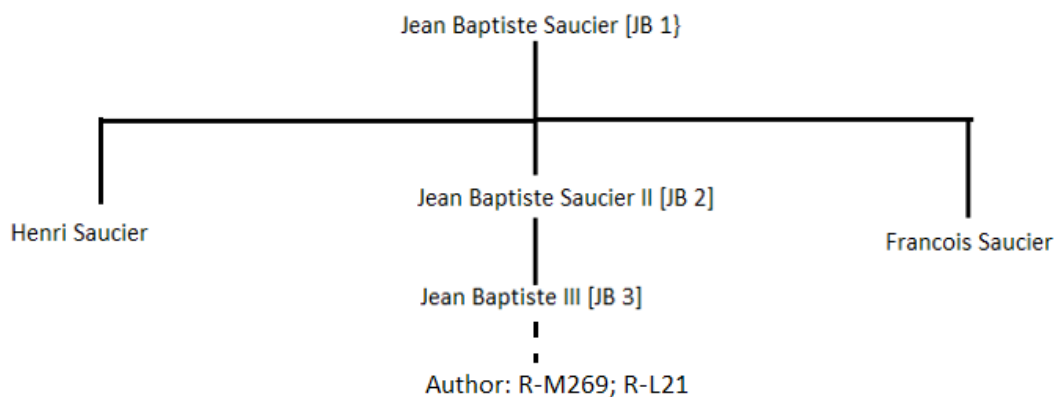 Jean Baptiste Saucier [JB 1}
Jean Baptiste Saucier II [JB 2]
Henri Saucier
Francois Saucier
Jean Baptiste III [JB 3]
Author: R-M269; R-L21